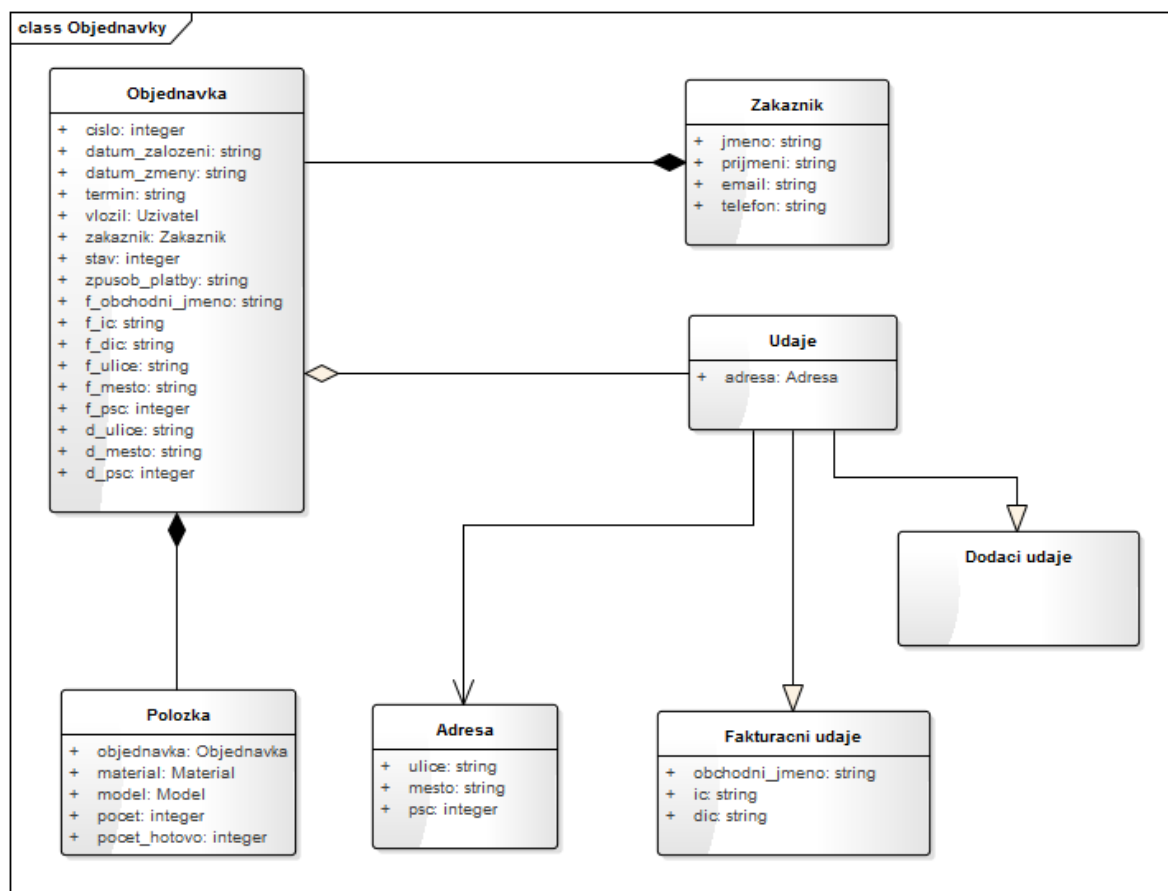 class Objednavky
Objednavka
+ cislo: integer
+ datum_zalozeni: string
+ datum_zmeny: string
+ termin: string
+ vlozil: Uzivatel
+ zakaznik: Zakaznik
+ stav: integer
+ zpusob_platby: string
+ f_obchodni_jmeno: string
+ f_ic: string
+ f_dic: string
+ f_ulice: string
+ f_mesto: string
+ f_psc: integer
+ d_ulice: string
+ d_mesto: string
+ d_psc: integer
Zakaznik
+ jmeno: string
+ prijmeni: string
+ email: string
+ telefon: string
Udaje
+ adresa: Adresa
Dodaci udaje
Polozka
+ objednavka: Objednavka
+ material: Material
+ model: Model
+ pocet: integer
+ pocet_hotovo: integer
Adresa
+ ulice: string
+ mesto: string
+ psc: integer
Fakturacni udaje
+ obchodni_jmeno: string
+ ic: string
+ dic: string